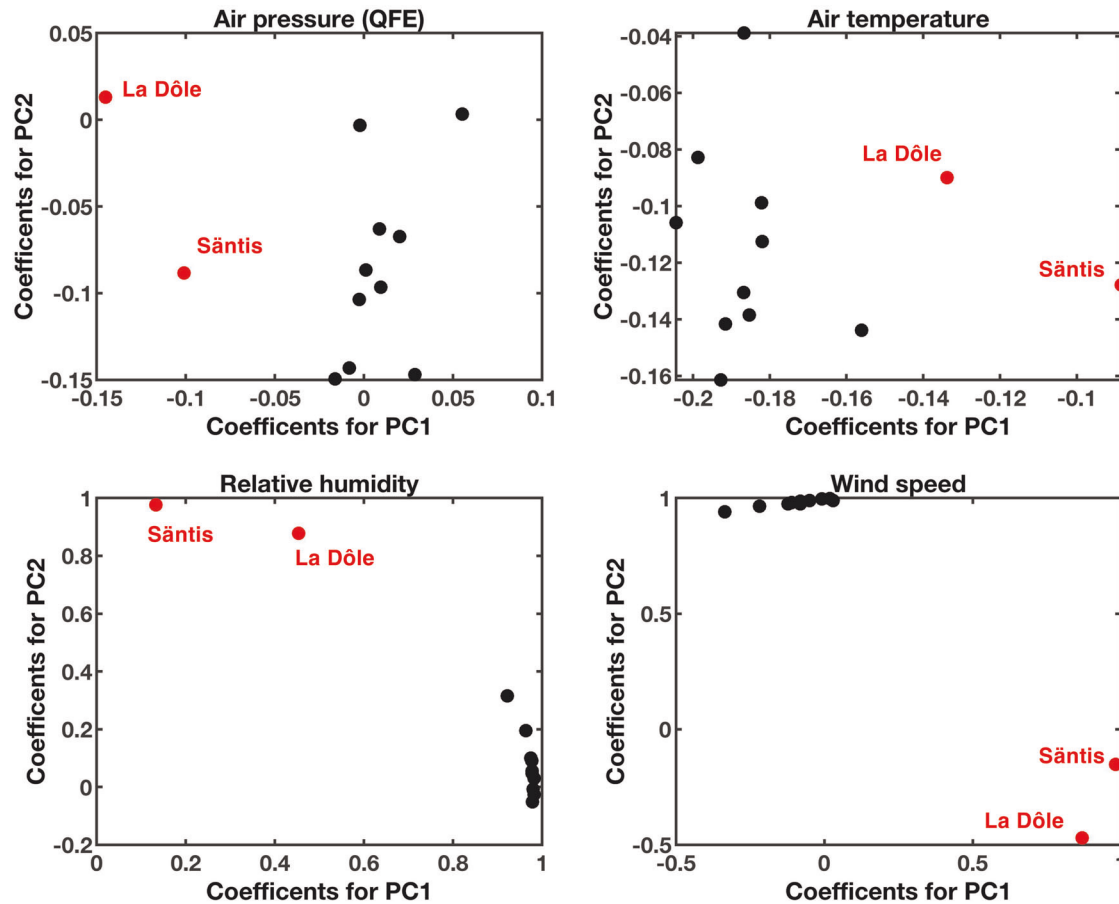 Air pressure (QFE)
0.05
0
-0.05
-0.1
-0.15
Coefficents for PC2
La Dôle
Säntis
-0.15
-0.1
-0.05
0
0.05
0.1
Coefficents for PC1
Air temperature
-0.04
-0.06
-0.08
-0.1
-0.12
-0.14
-0.16
Coefficents for PC2
La Dôle
Säntis
-0.2
-0.18
-0.16
-0.14
-0.12
-0.1
Coefficents for PC1
Relative humidity
1
0.8
0.6
0.4
0.2
0
-0.2
Coefficents for PC2
Säntis
La Dôle
0
0.2
0.4
0.6
0.8
1
Coefficents for PC1
Wind speed
1
0.5
0
-0.5
Coefficents for PC2
Säntis
La Dôle
-0.5
0
0.5
Coefficents for PC1